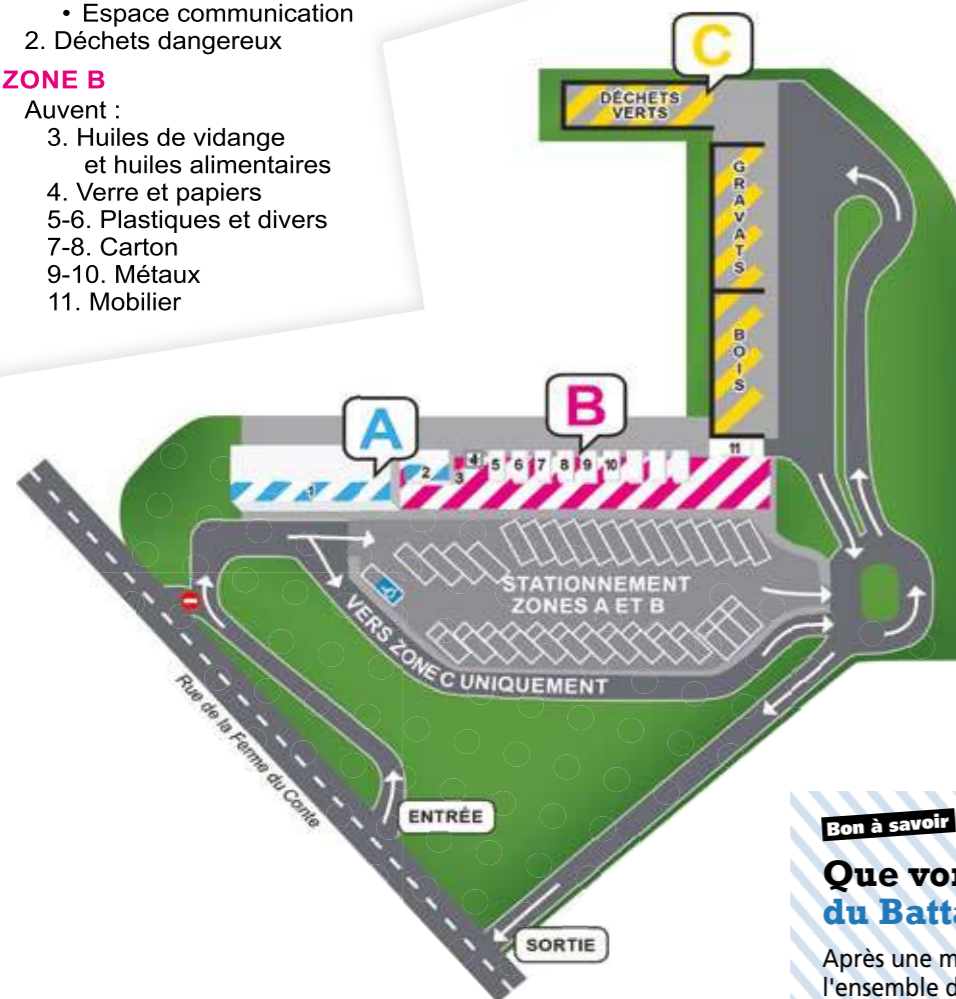 • Espace communication
2. Déchets dangereux
ZONE B
Auvent :
3. Huiles de vidange
et huiles alimentaires
4. Verre et papiers
5-6. Plastiques et divers
7-8. Carton
9-10. Métaux
11. Mobilier
C
DÉCHETS
VERTS
GRAVATS
BOIS
A
B
1
2
3
4
5
6
7
8
9
10
11
STATIONNEMENT
ZONES A ET B
VERS ZONE C UNIQUEMENT
Rue de la Ferme du Conte
ENTRÉE
SORTIE
Bon à savoir
Que vo
du Batta
Après une m
l'ensemble d